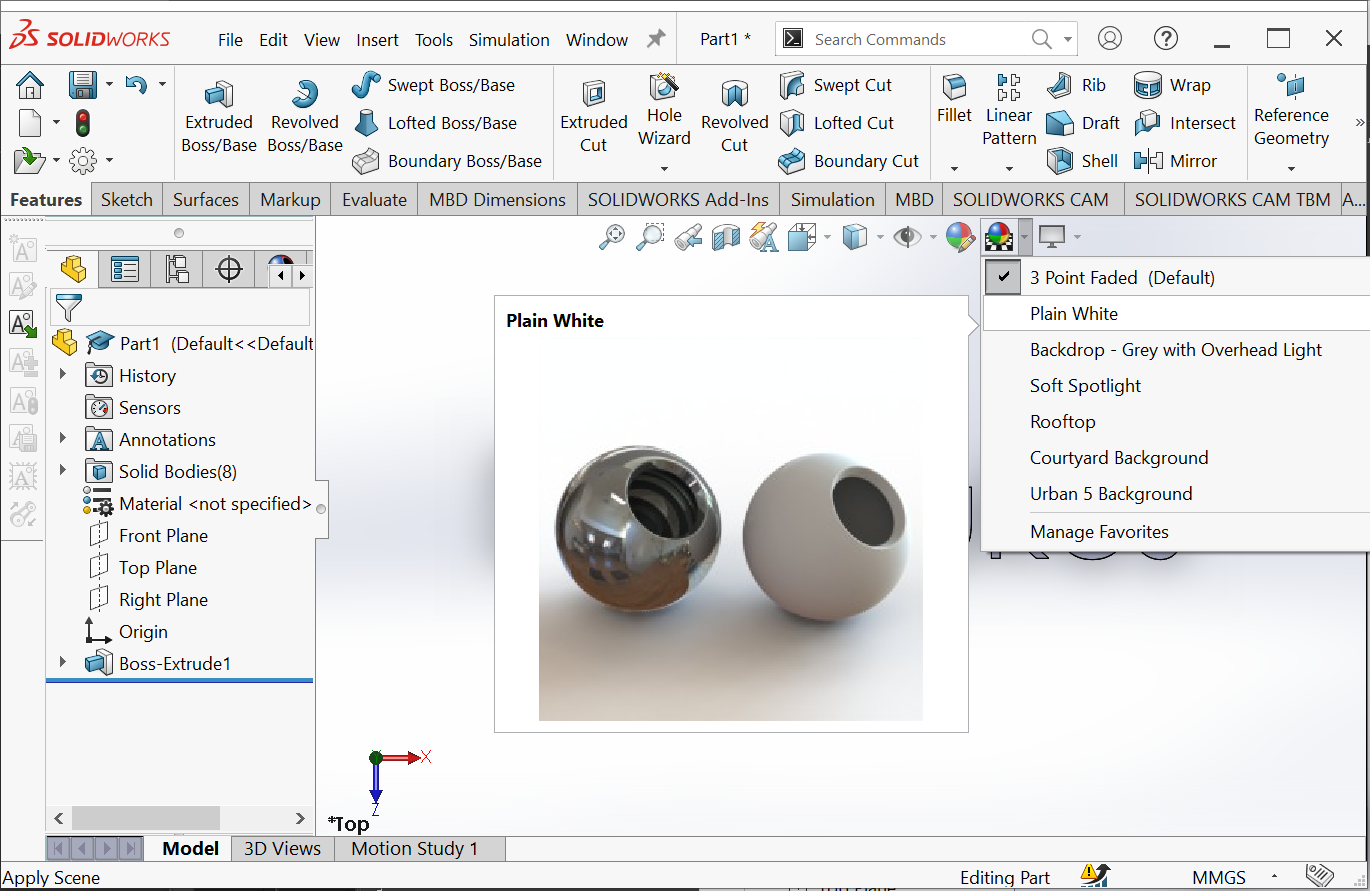 SOLIDWORKS File Edit View Insert Tools Simulation Window Part1 * Search Commands
Extruded Boss/Base
Revolved Boss/Base
Swept Boss/Base
Lofted Boss/Base
Boundary Boss/Base
Extruded Cut
Hole Wizard
Revolved Cut
Swept Cut
Lofted Cut
Boundary Cut
Fillet
Linear Pattern
Rib
Draft
Shell
Wrap
Intersect
Mirror
Reference Geometry
Features Sketch Surfaces Markup Evaluate MBD Dimensions SOLIDWORKS Add-Ins Simulation MBD SOLIDWORKS CAM SOLIDWORKS CAM TBM A...
Part1 (Default<<Default
History
Sensors
Annotations
Solid Bodies(8)
Material <not specified>
Front Plane
Top Plane
Right Plane
Origin
Boss-Extrude1
Plain White
3 Point Faded (Default)
Plain White
Backdrop - Grey with Overhead Light
Soft Spotlight
Rooftop
Courtyard Background
Urban 5 Background
Manage Favorites
X
Z
*Top
Model 3D Views Motion Study 1
Apply Scene Editing Part MMGS